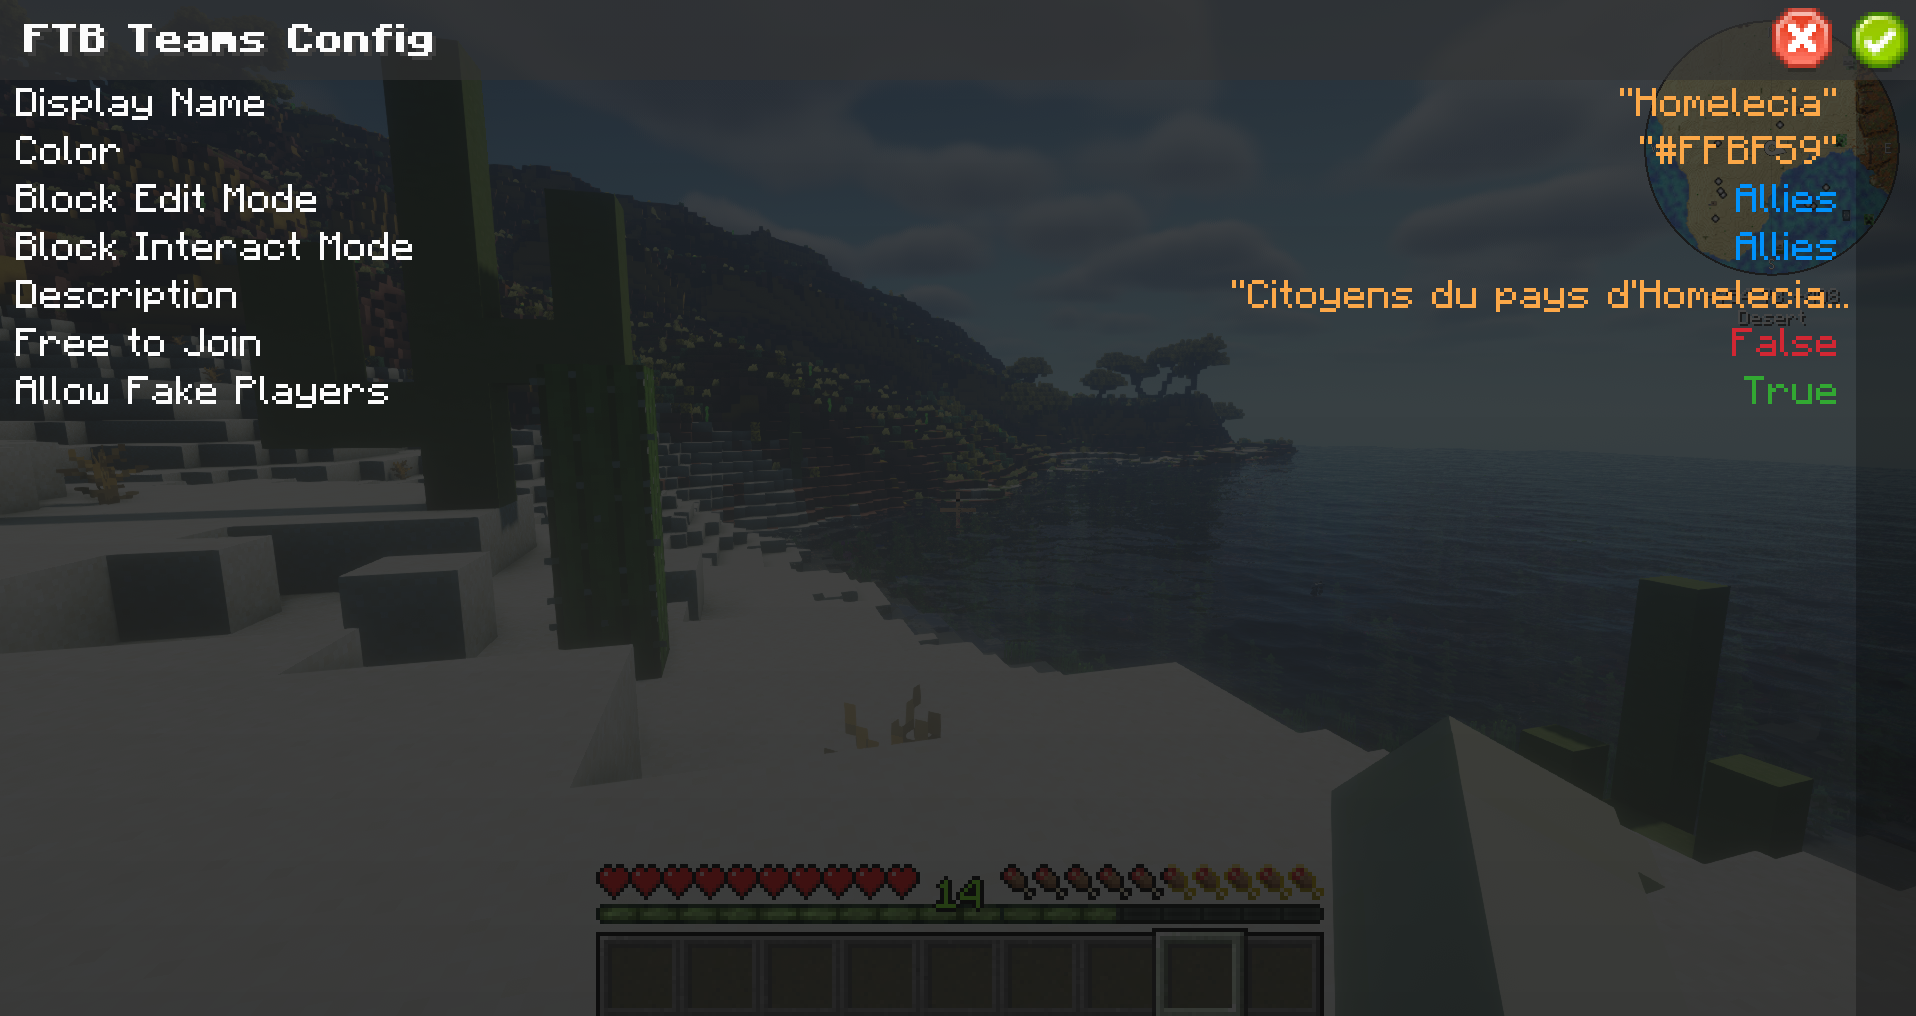 FTB Teams Config
Display Name "Homelecia"
Color "#FFBF59"
Block Edit Mode Allies
Block Interact Mode Allies
Description "Citoyens du pays d'Homelecia...
Desert
Free to Join False
Allow Fake Players True
14